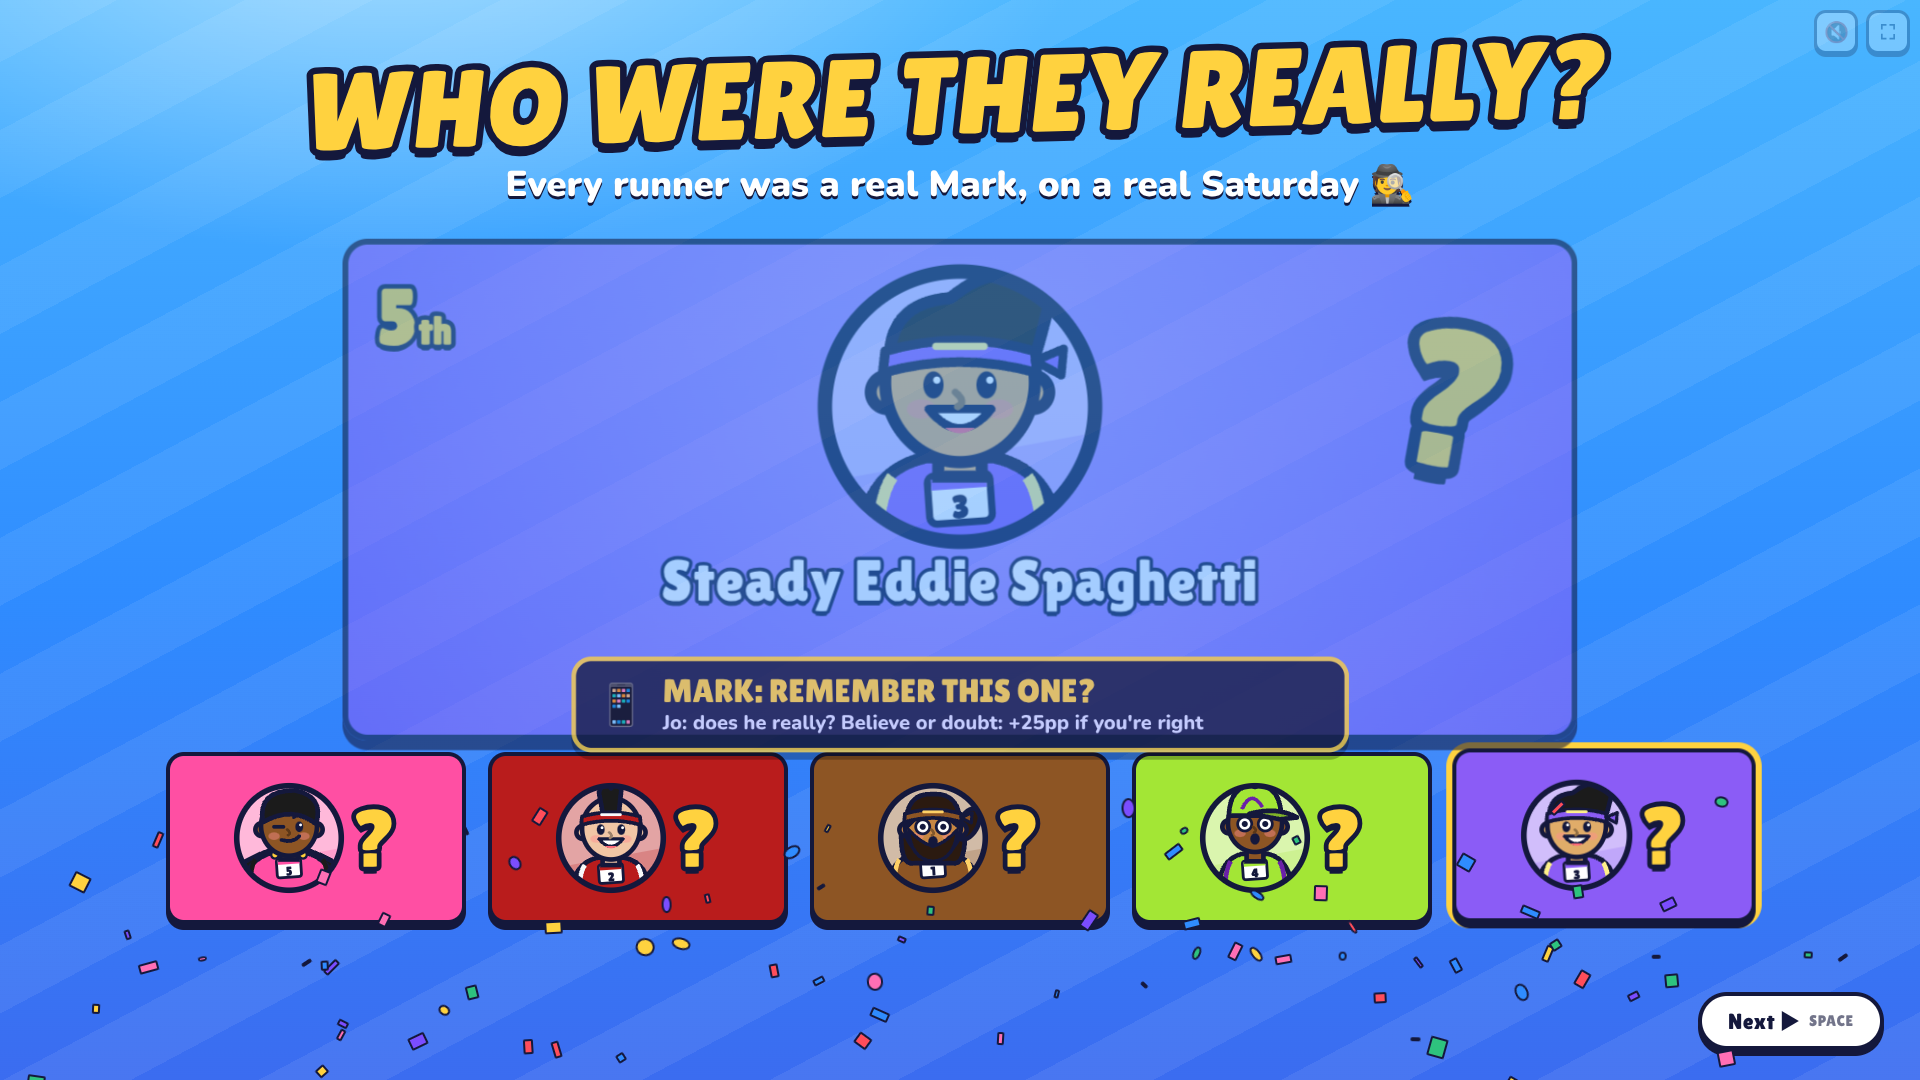 WHO WERE THEY REALLY?
Every runner was a real Mark, on a real Saturday
5th
?
3
Steady Eddie Spaghetti
MARK: REMEMBER THIS ONE?
Jo: does he really? Believe or doubt: +25pp if you're right
5 ?
2 ?
1 ?
4 ?
3 ?
Next SPACE